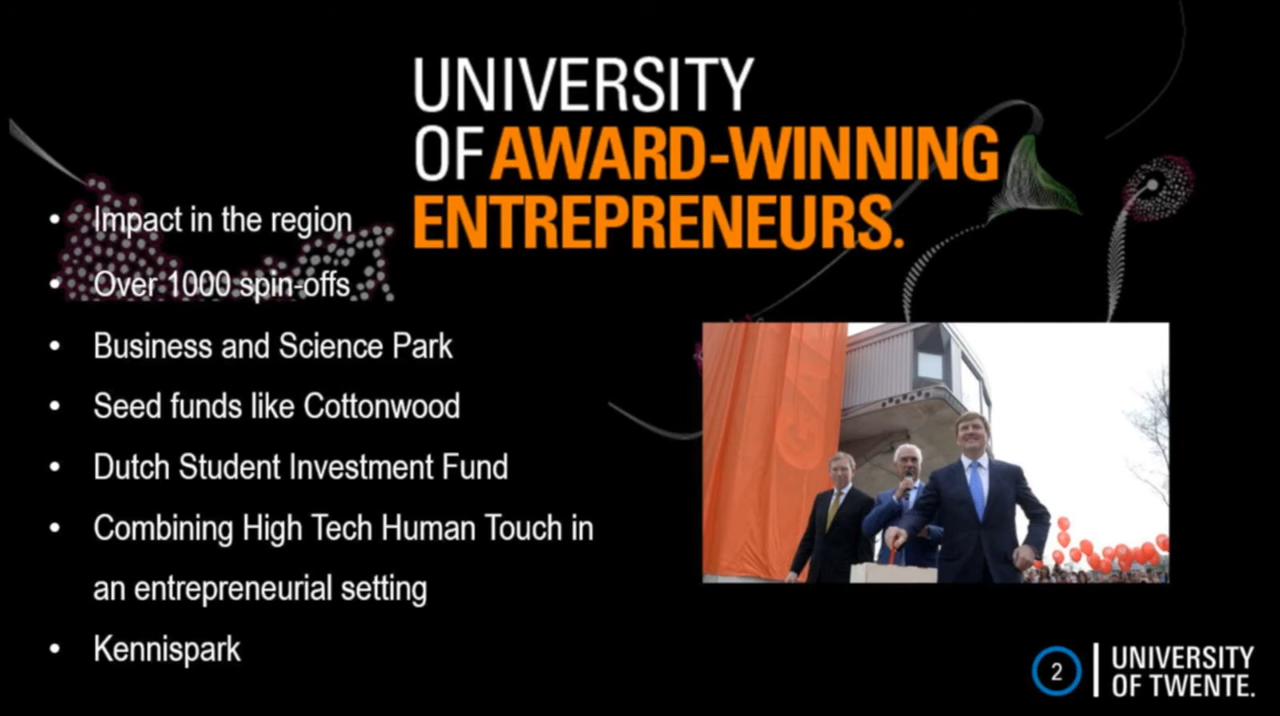 UNIVERSITY
OF AWARD-WINNING
ENTREPRENEURS.
• Impact in the region
• Over 1000 spin-offs
• Business and Science Park
• Seed funds like Cottonwood
• Dutch Student Investment Fund
• Combining High Tech Human Touch in
an entrepreneurial setting
• Kennispark
2
UNIVERSITY
OF TWENTE.